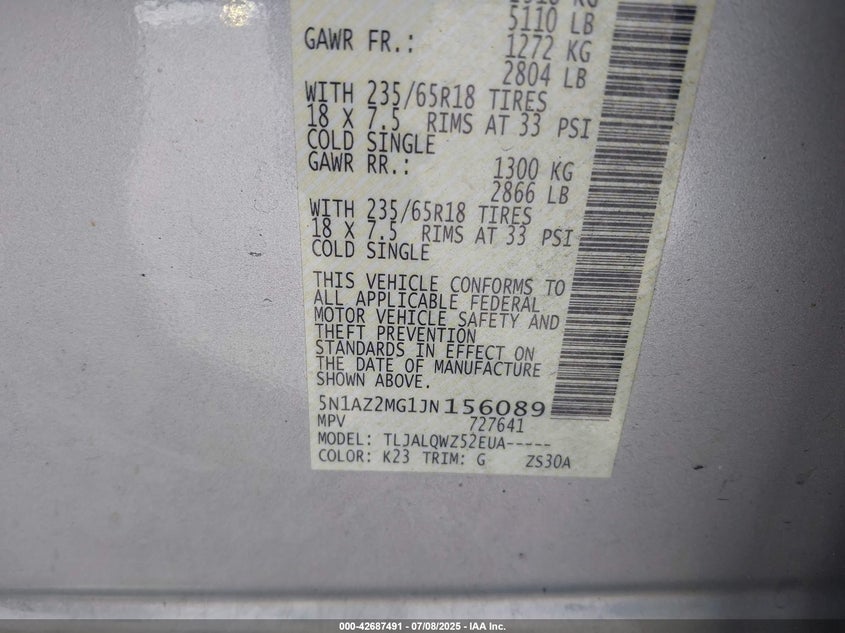 5110 LB
GAWR FR.: 1272 KG
2804 LB
WITH 235/65R18 TIRES
18 X 7.5 RIMS AT 33 PSI
COLD SINGLE
GAWR RR.: 1300 KG
2866 LB
WITH 235/65R18 TIRES
18 X 7.5 RIMS AT 33 PSI
COLD SINGLE
THIS VEHICLE CONFORMS TO
ALL APPLICABLE FEDERAL
MOTOR VEHICLE SAFETY AND
THEFT PREVENTION
STANDARDS IN EFFECT ON
THE DATE OF MANUFACTURE
SHOWN ABOVE.
5N1AZ2MG1JN156089
MPV 727641
MODEL: TLJALQWZ52EUA-----
COLOR: K23 TRIM: G ZS30A
000-42687491 - 07/08/2025 - IAA Inc.